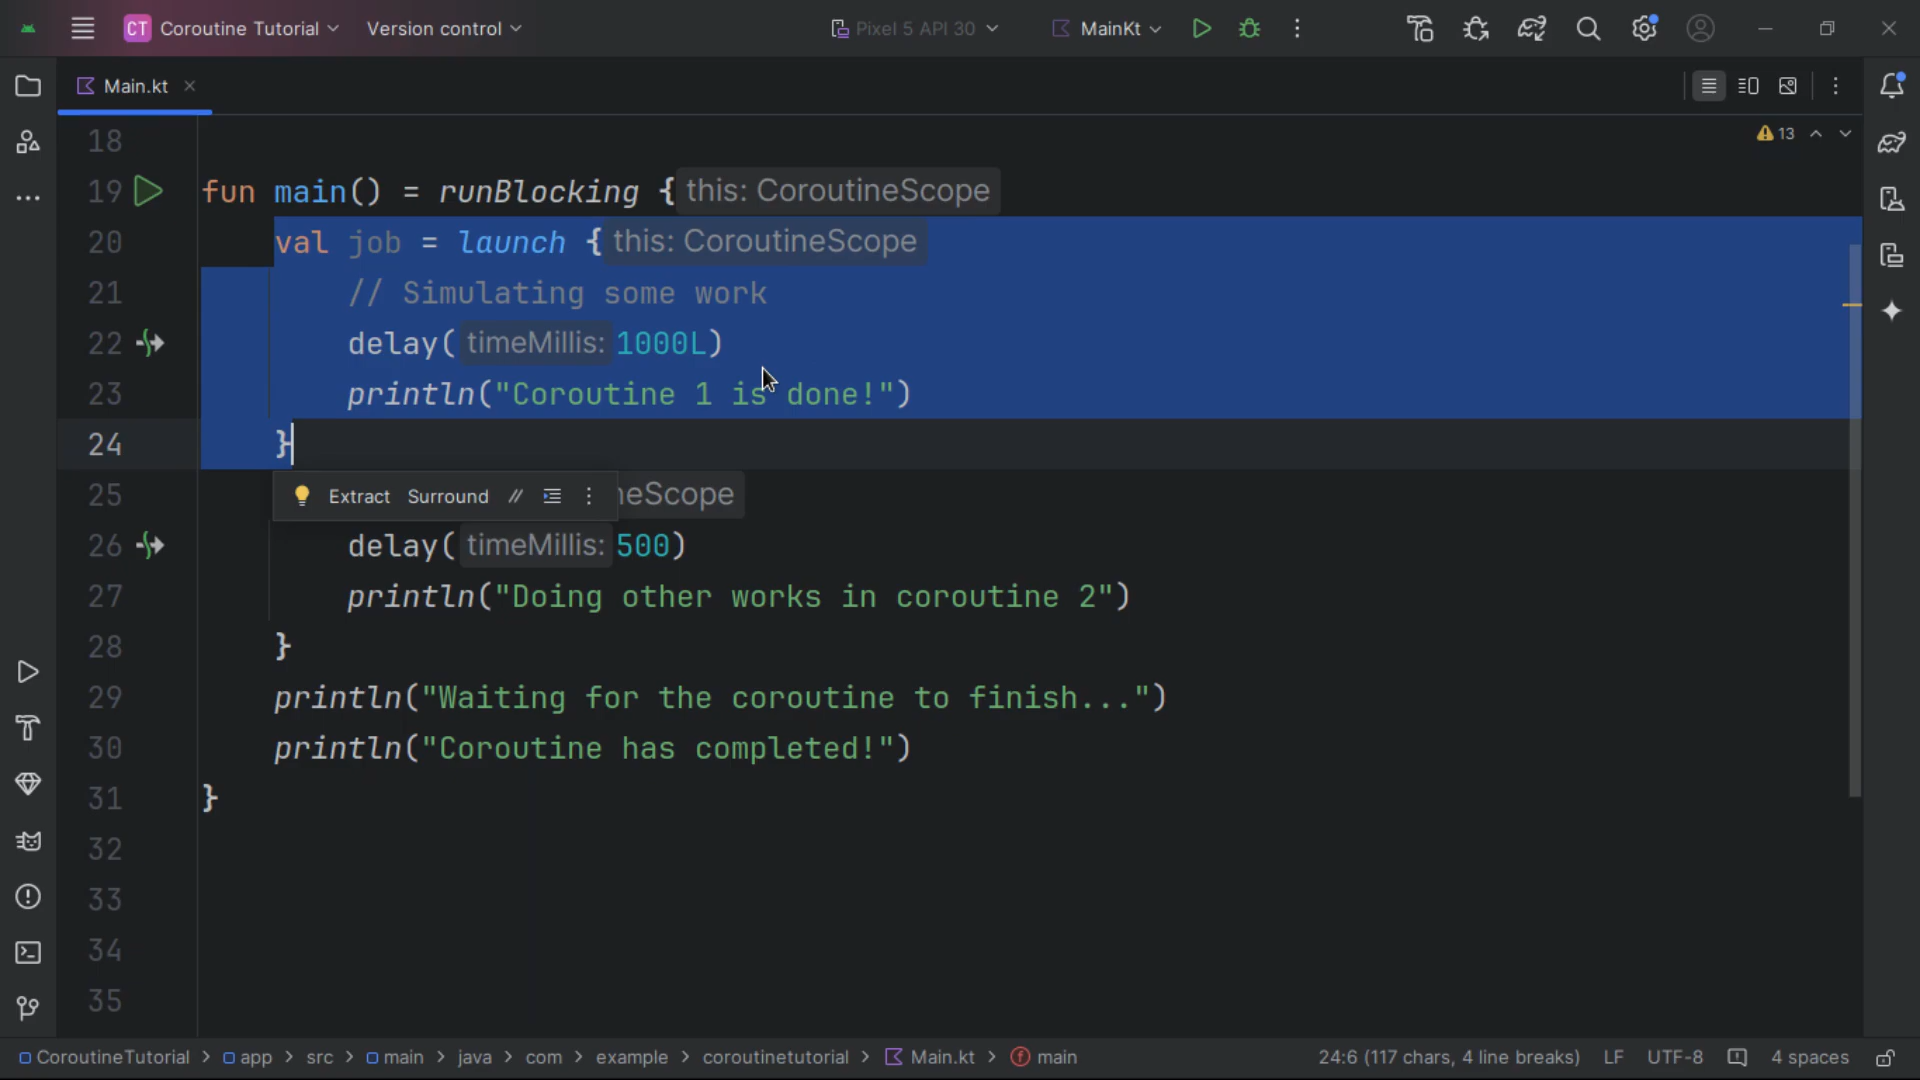 CT Coroutine Tutorial Version control Pixel 5 API 30 MainKt
Main.kt
13
18
19 fun main() = runBlocking { this: CoroutineScope
20 val job = launch { this: CoroutineScope
21 // Simulating some work
22 delay( timeMillis: 1000L)
23 println("Coroutine 1 is done!")
24 }
25 Extract Surround // neScope
26 delay( timeMillis: 500)
27 println("Doing other works in coroutine 2")
28 }
29 println("Waiting for the coroutine to finish...")
30 println("Coroutine has completed!")
31 }
32
33
34
35
CoroutineTutorial > app > src > main > java > com > example > coroutinetutorial > Main.kt > f main 24:6 (117 chars, 4 line breaks) LF UTF-8 4 spaces